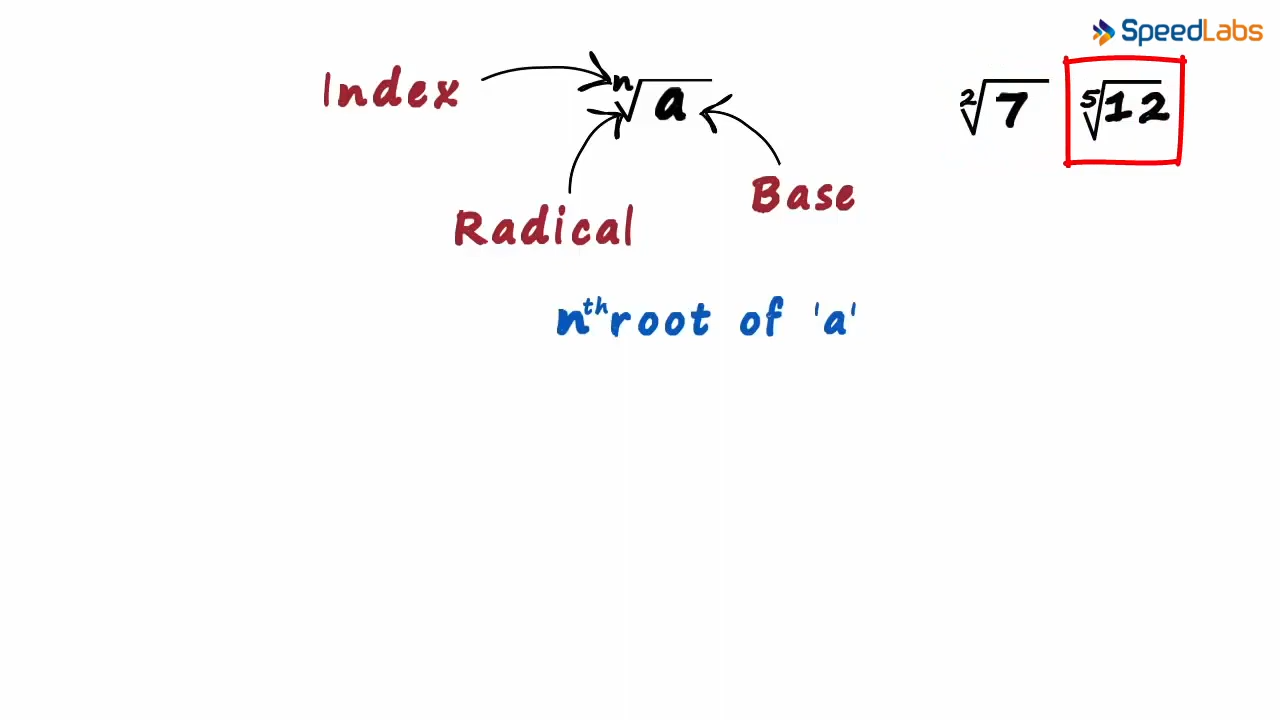 SpeedLabs
Index
ⁿ√a
²√7
⁵√12
Base
Radical
nᵗʰ root of 'a'